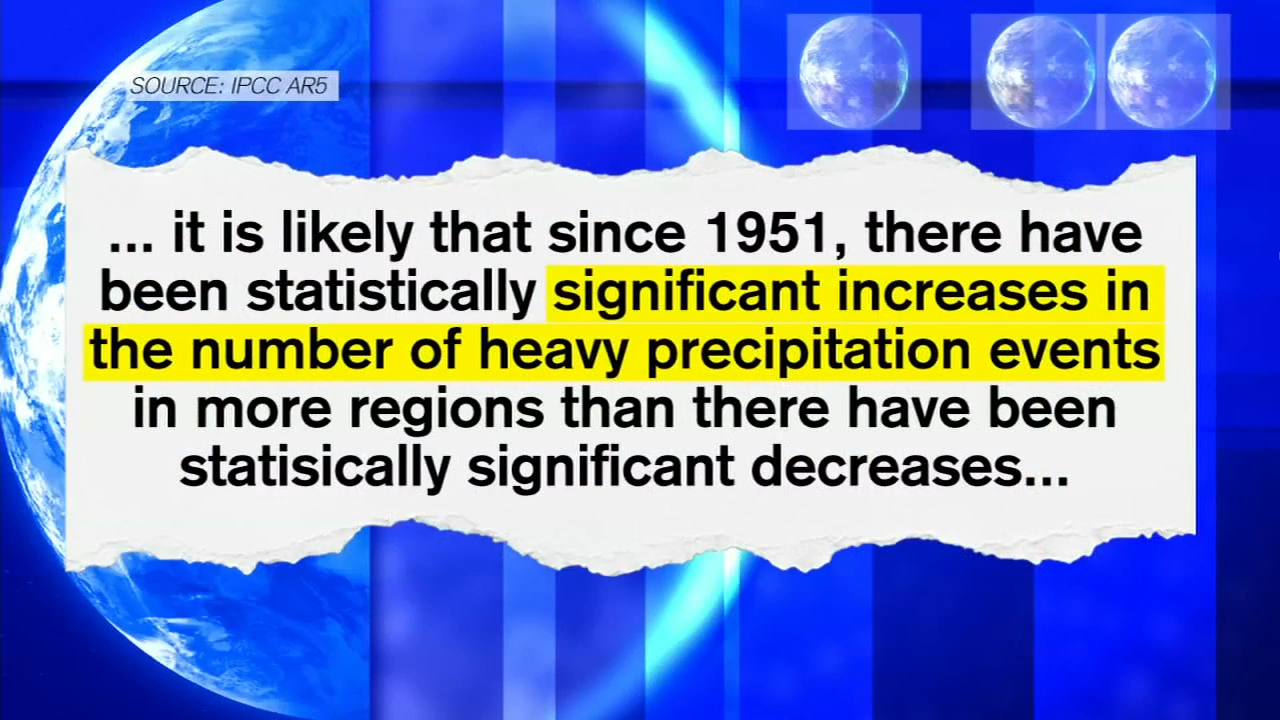 SOURCE: IPCC AR5
... it is likely that since 1951, there have
been statistically significant increases in
the number of heavy precipitation events
in more regions than there have been
statisically significant decreases...